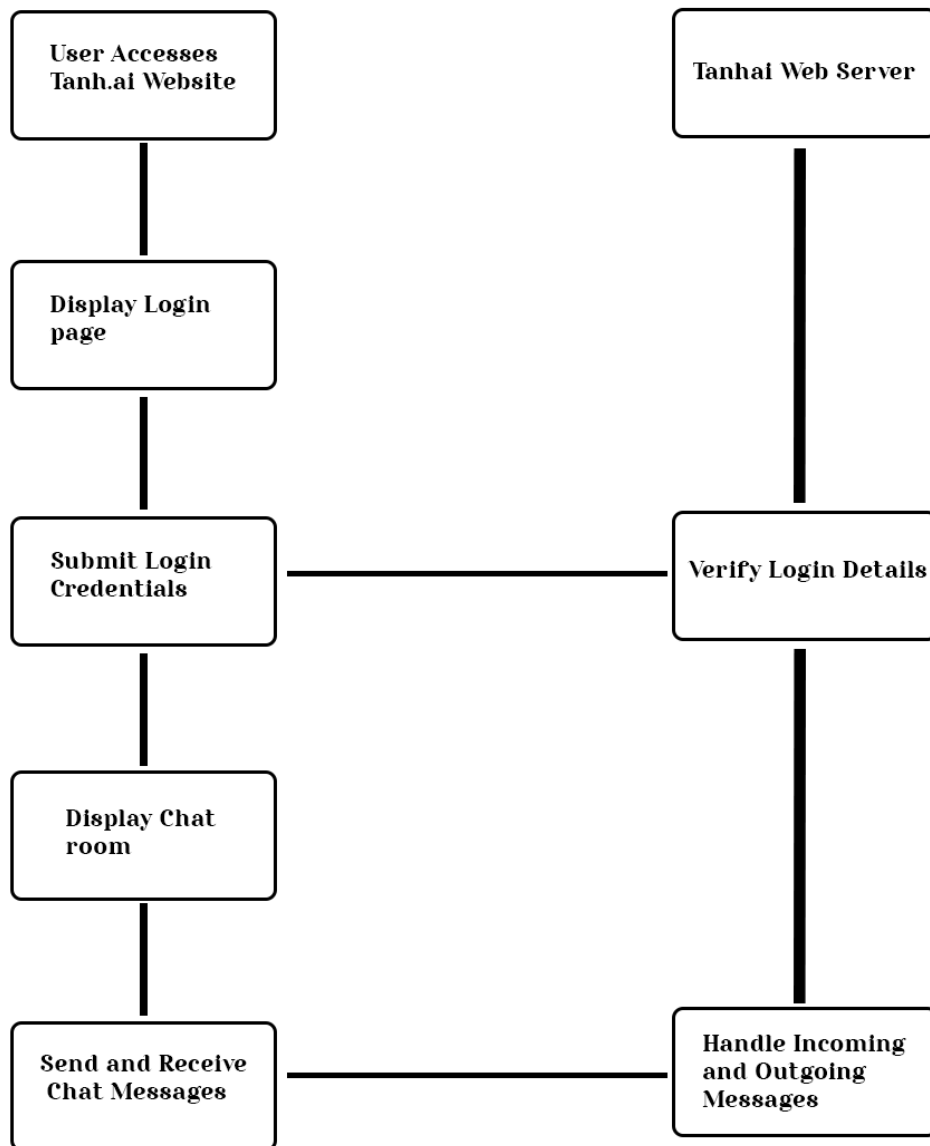 User Accesses
Tanh.ai Website
Tanhai Web Server
Display Login
page
Submit Login
Credentials
Verify Login Details
Display Chat
room
Send and Receive
Chat Messages
Handle Incoming
and Outgoing
Messages